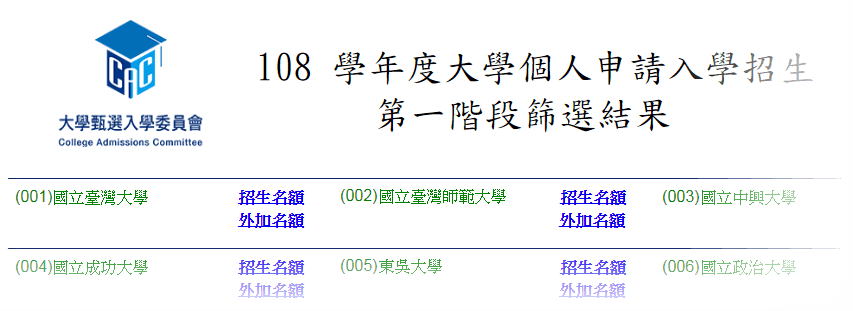 CAC
大學甄選入學委員會
College Admissions Committee
108 學年度大學個人申請入學招生
第一階段篩選結果
(001)國立臺灣大學 招生名額 (002)國立臺灣師範大學 招生名額 (003)國立中興大學
外加名額 外加名額
(004)國立成功大學 招生名額 (005)東吳大學 招生名額 (006)國立政治大學
外加名額 外加名額